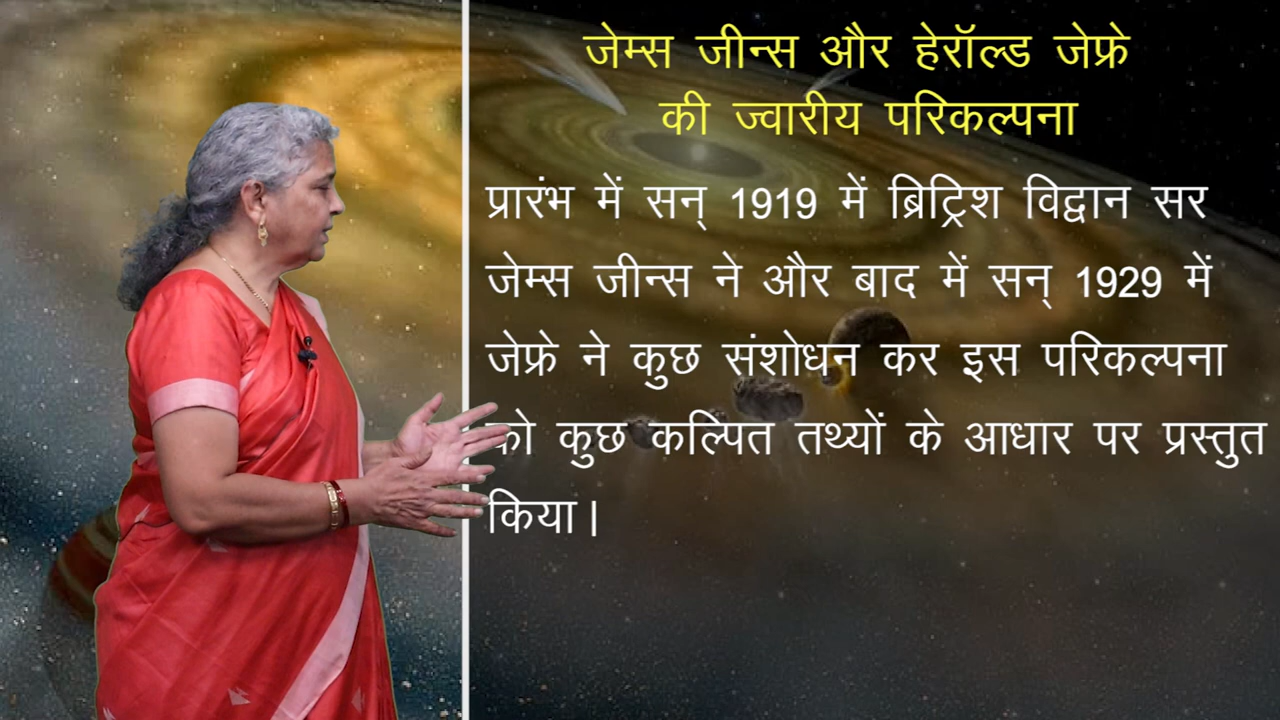 जेम्स जीन्स और हेरॉल्ड जेफ्रे
की ज्वारीय परिकल्पना
प्रारंभ में सन् 1919 में ब्रिट्रिश विद्वान सर
जेम्स जीन्स ने और बाद में सन् 1929 में
जेफ्रे ने कुछ संशोधन कर इस परिकल्पना
को कुछ कल्पित तथ्यों के आधार पर प्रस्तुत
किया।